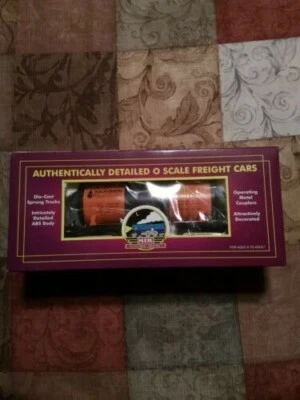 AUTHENTICALLY DETAILED O SCALE FREIGHT CARS
Die-Cast
Sprung Trucks
Intricately
Detailed
ABS Body
Operating
Metal
Couplers
Attractively
Decorated
M.T.H.